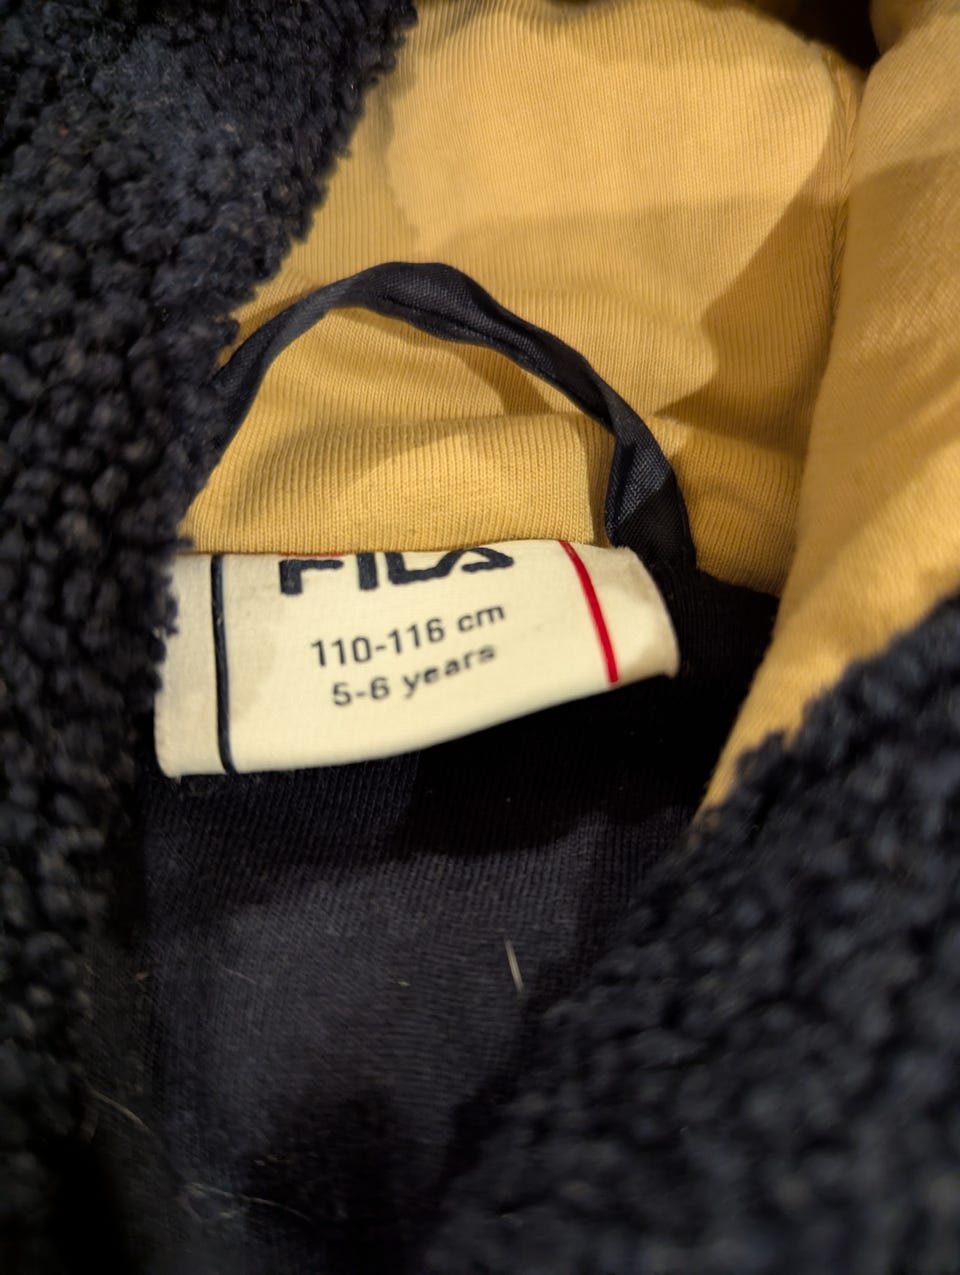 FILA
110-116 cm
5-6 years